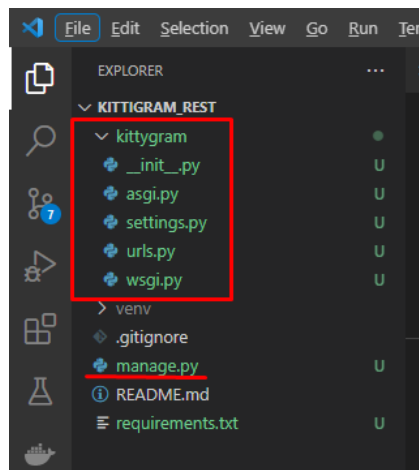 File Edit Selection View Go Run Ter
EXPLORER ...
KITTIGRAM_REST
kittygram
__init__.py U
asgi.py U
settings.py U
urls.py U
wsgi.py U
venv
.gitignore
manage.py U
README.md
requirements.txt U
7